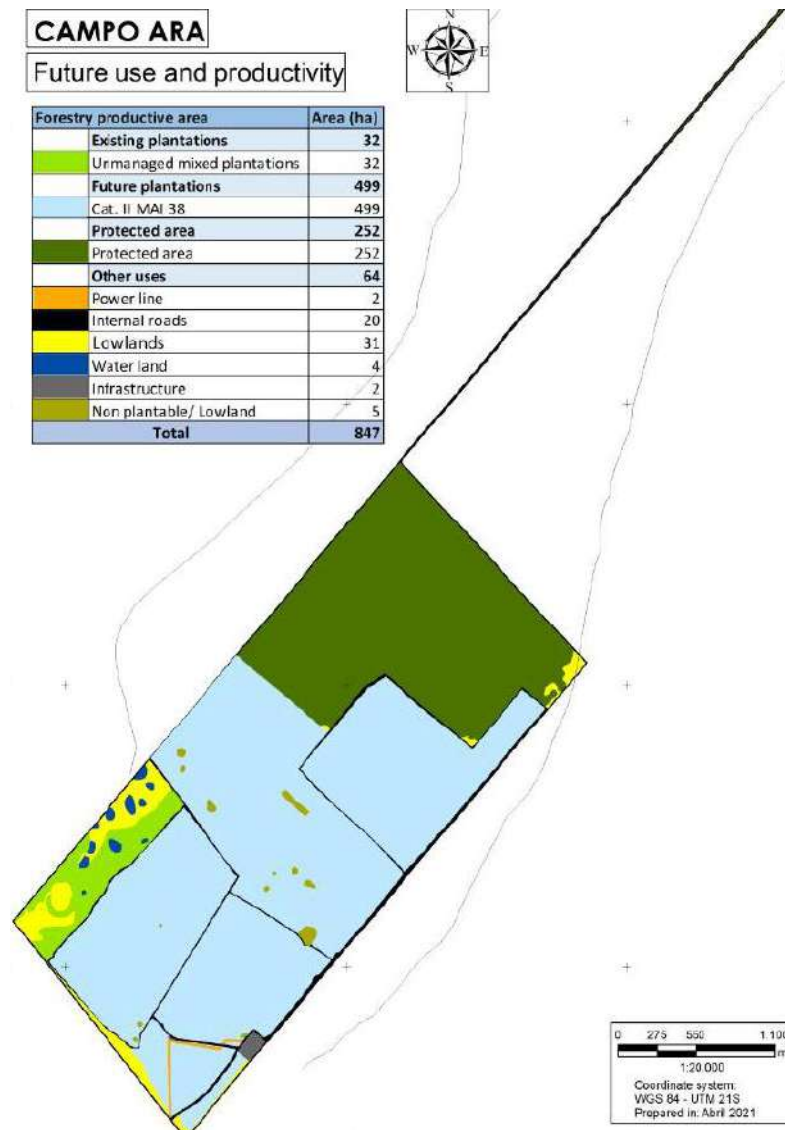 CAMPO ARA
Future use and productivity
N
W E
S
Forestry productive area Area (ha)
Existing plantations 32
Unmanaged mixed plantations 32
Future plantations 499
Cat. II MAI 38 499
Protected area 252
Protected area 252
Other uses 64
Power line 2
Internal roads 20
Lowlands 31
Water land 4
Infrastructure 2
Non plantable/ Lowland 5
Total 847
0 275 550 1.100
m
1:20.000
Coordinate system:
WGS 84 - UTM 21S
Prepared in: Abril 2021